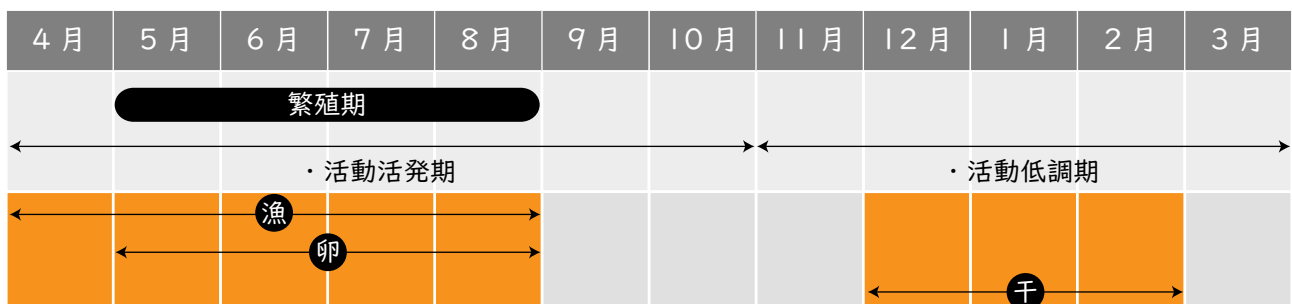 4月 5月 6月 7月 8月 9月 10月 11月 12月 1月 2月 3月
繁殖期
・活動活発期 ・活動低調期
漁
卵
干